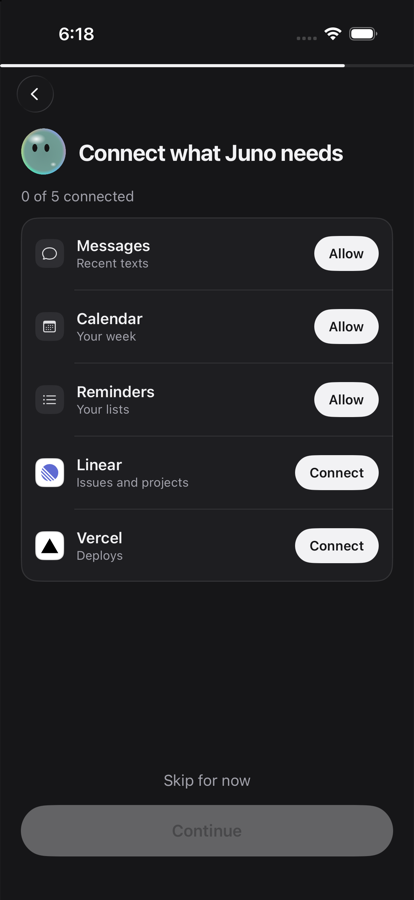 6:18
Connect what Juno needs
0 of 5 connected
Messages
Recent texts
Allow
Calendar
Your week
Allow
Reminders
Your lists
Allow
Linear
Issues and projects
Connect
Vercel
Deploys
Connect
Skip for now
Continue